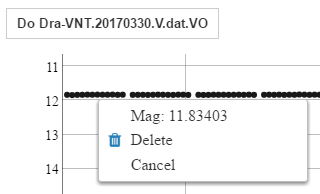 Do Dra-VNT.20170330.V.dat.VO
11
12
13
14
Mag: 11.83403
Delete
Cancel